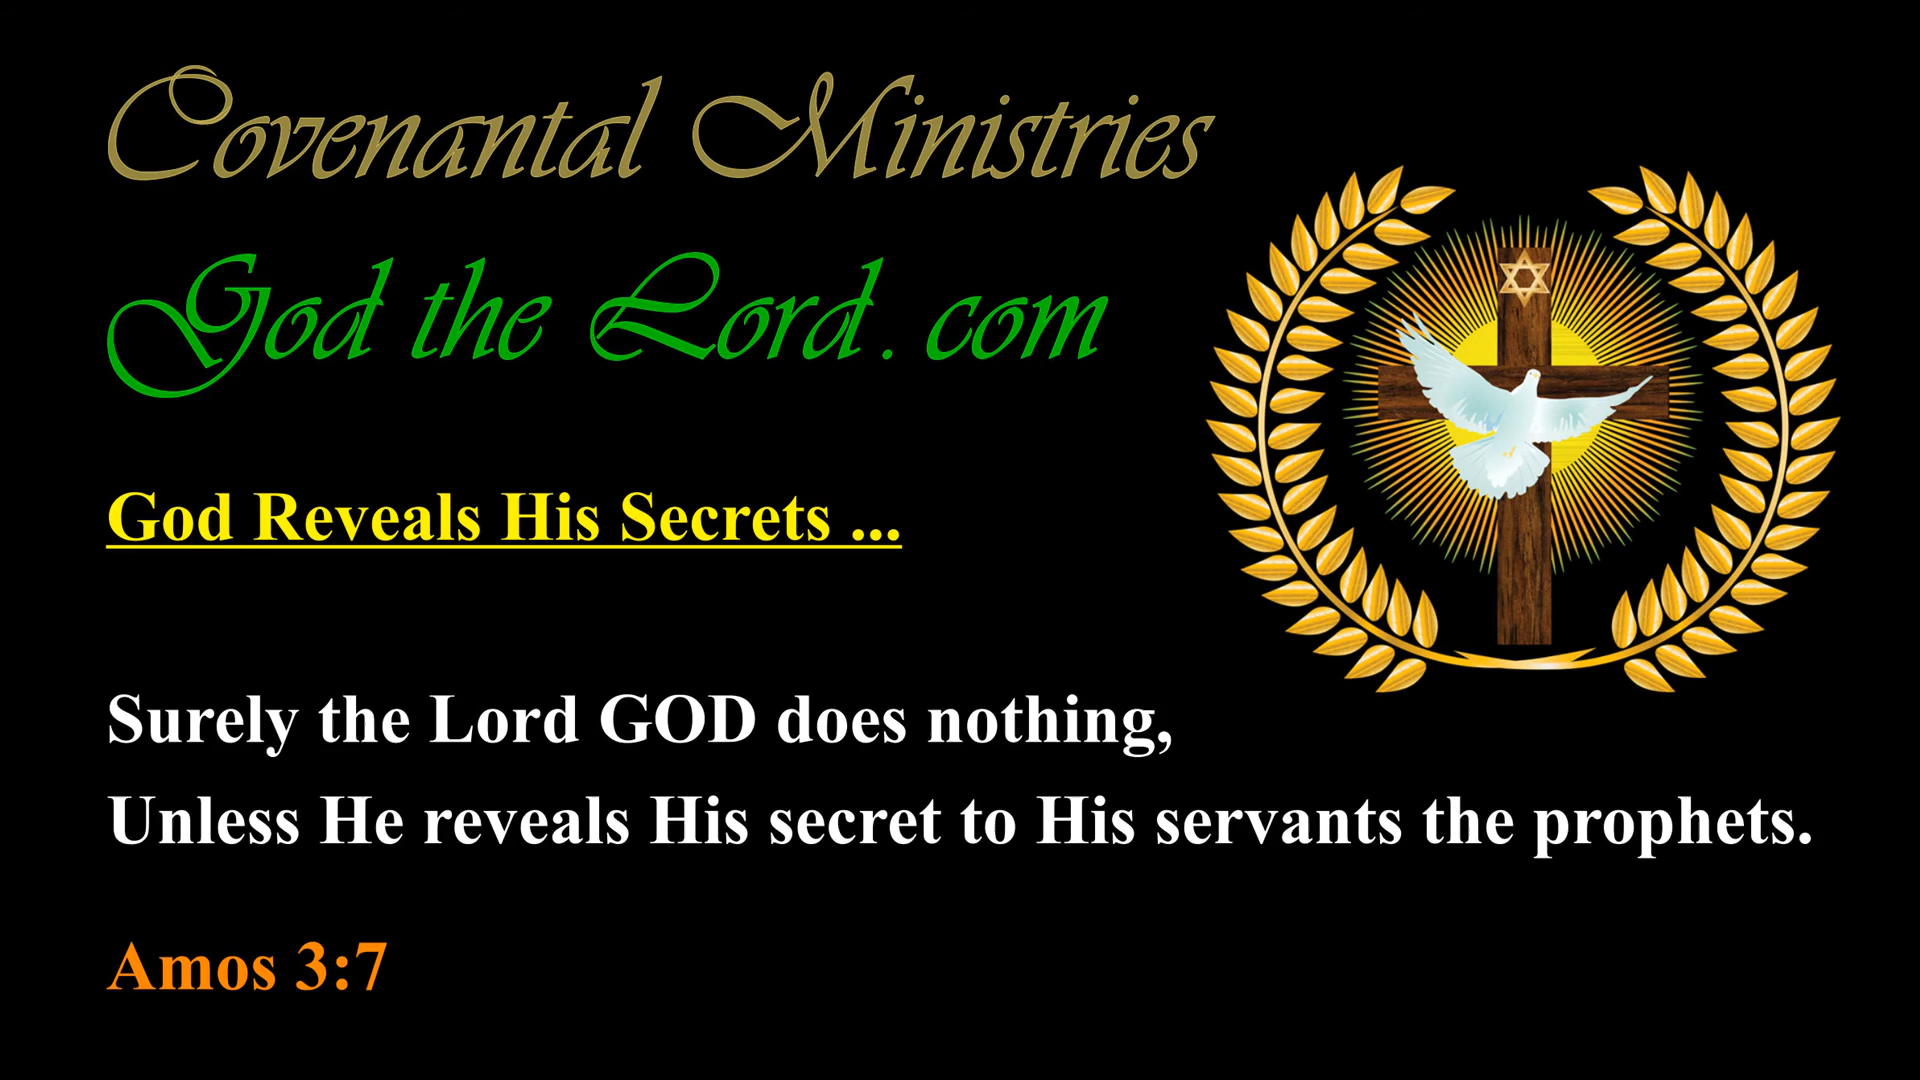 Covenantal Ministries
God the Lord . com
God Reveals His Secrets ...
Surely the Lord GOD does nothing,
Unless He reveals His secret to His servants the prophets.
Amos 3:7